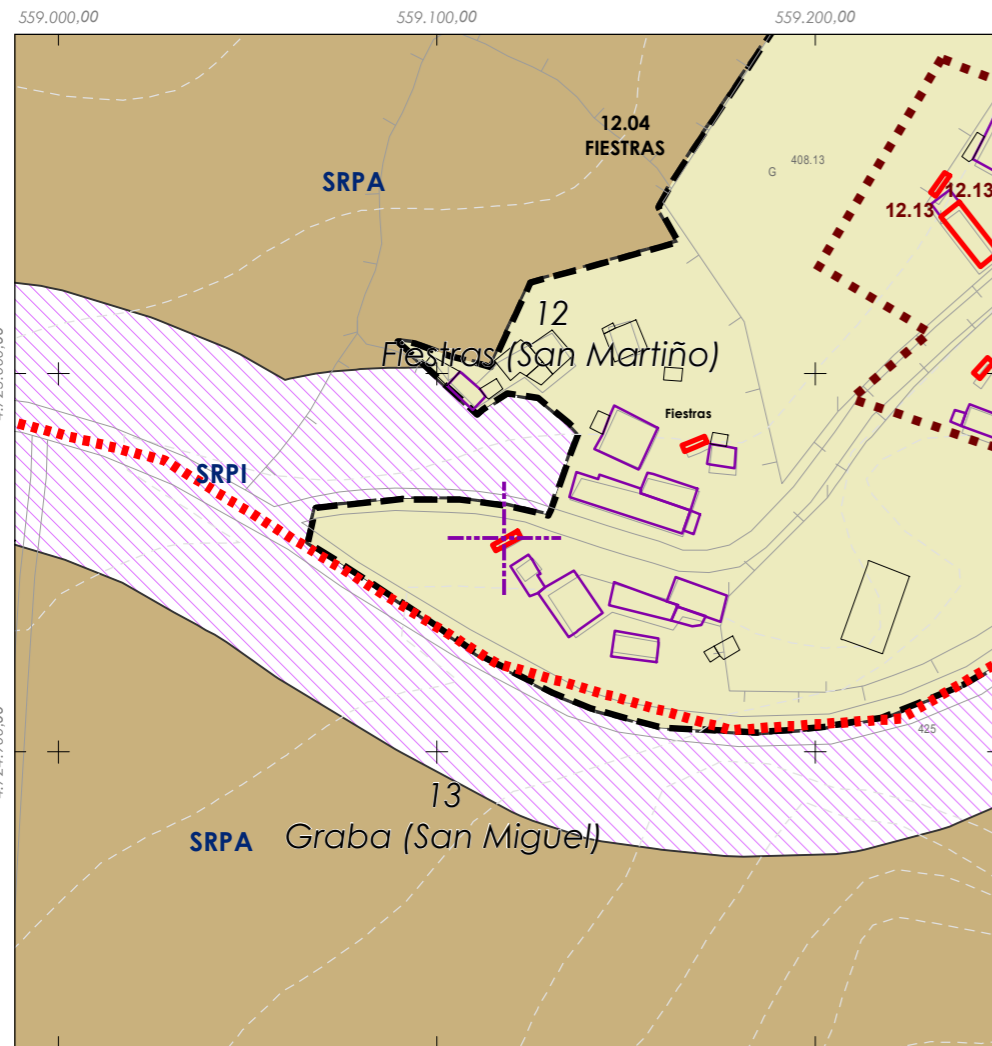 559.000,00
559.100,00
559.200,00
12.04
FIESTRAS
408.13
G
SRPA
12.13
12.13
12
Fiestras (San Martiño)
Fiestras
SRPI
425
13
Graba (San Miguel)
SRPA